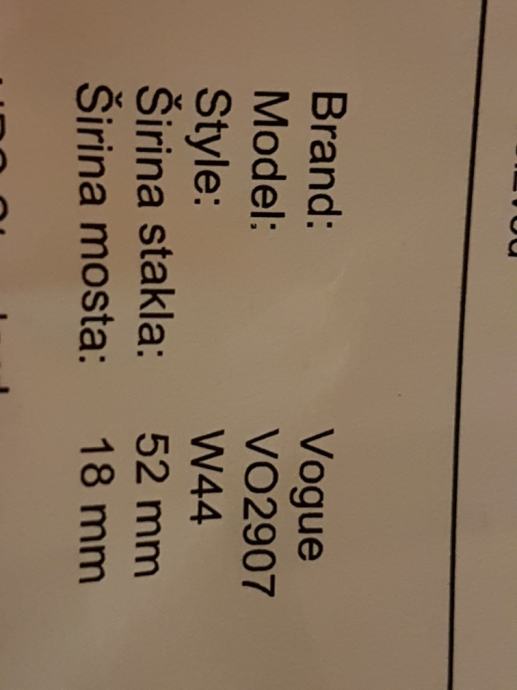 Brand: Vogue
Model: VO2907
Style: W44
Širina stakla: 52 mm
Širina mosta: 18 mm